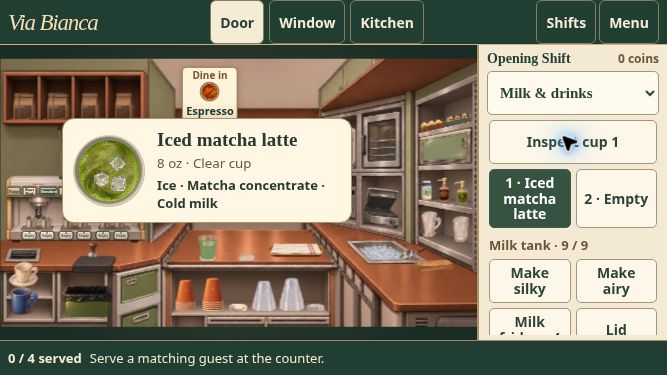 Via Bianca
Door
Window
Kitchen
Shifts
Menu
Dine in
Espresso
Iced matcha latte
8 oz · Clear cup
Ice · Matcha concentrate ·
Cold milk
Opening Shift
0 coins
Milk & drinks
cup 1
1 · Iced
matcha
latte
2 · Empty
Milk tank · 9 / 9
Make
silky
Make
airy
Milk
Lid
0 / 4 served Serve a matching guest at the counter.